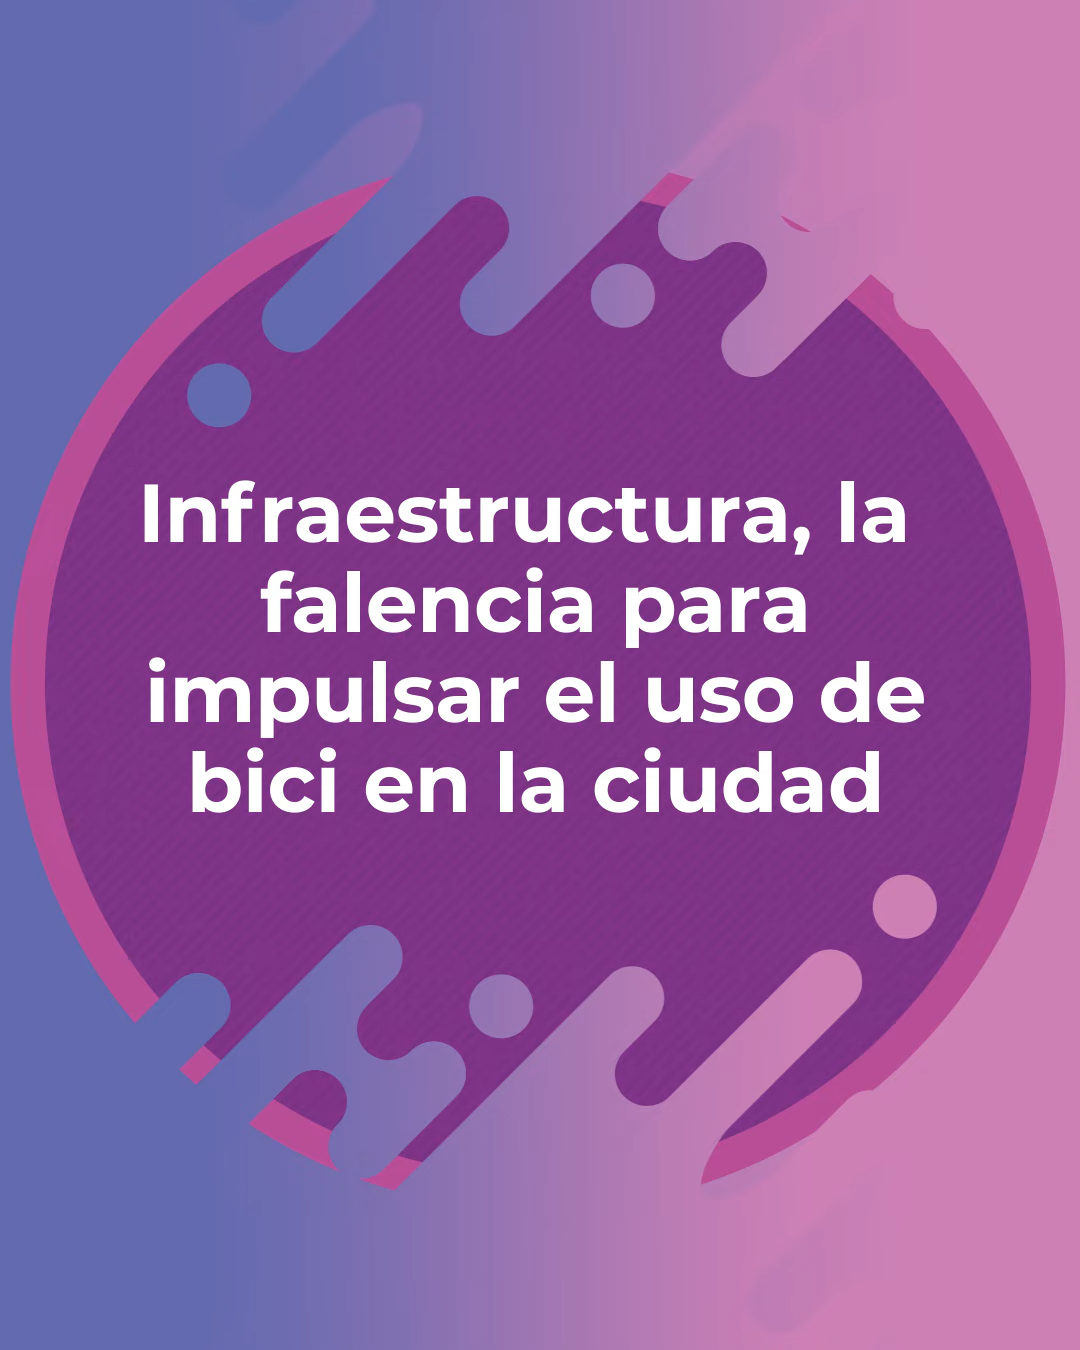 Infraestructura, la
falencia para
impulsar el uso de
bici en la ciudad